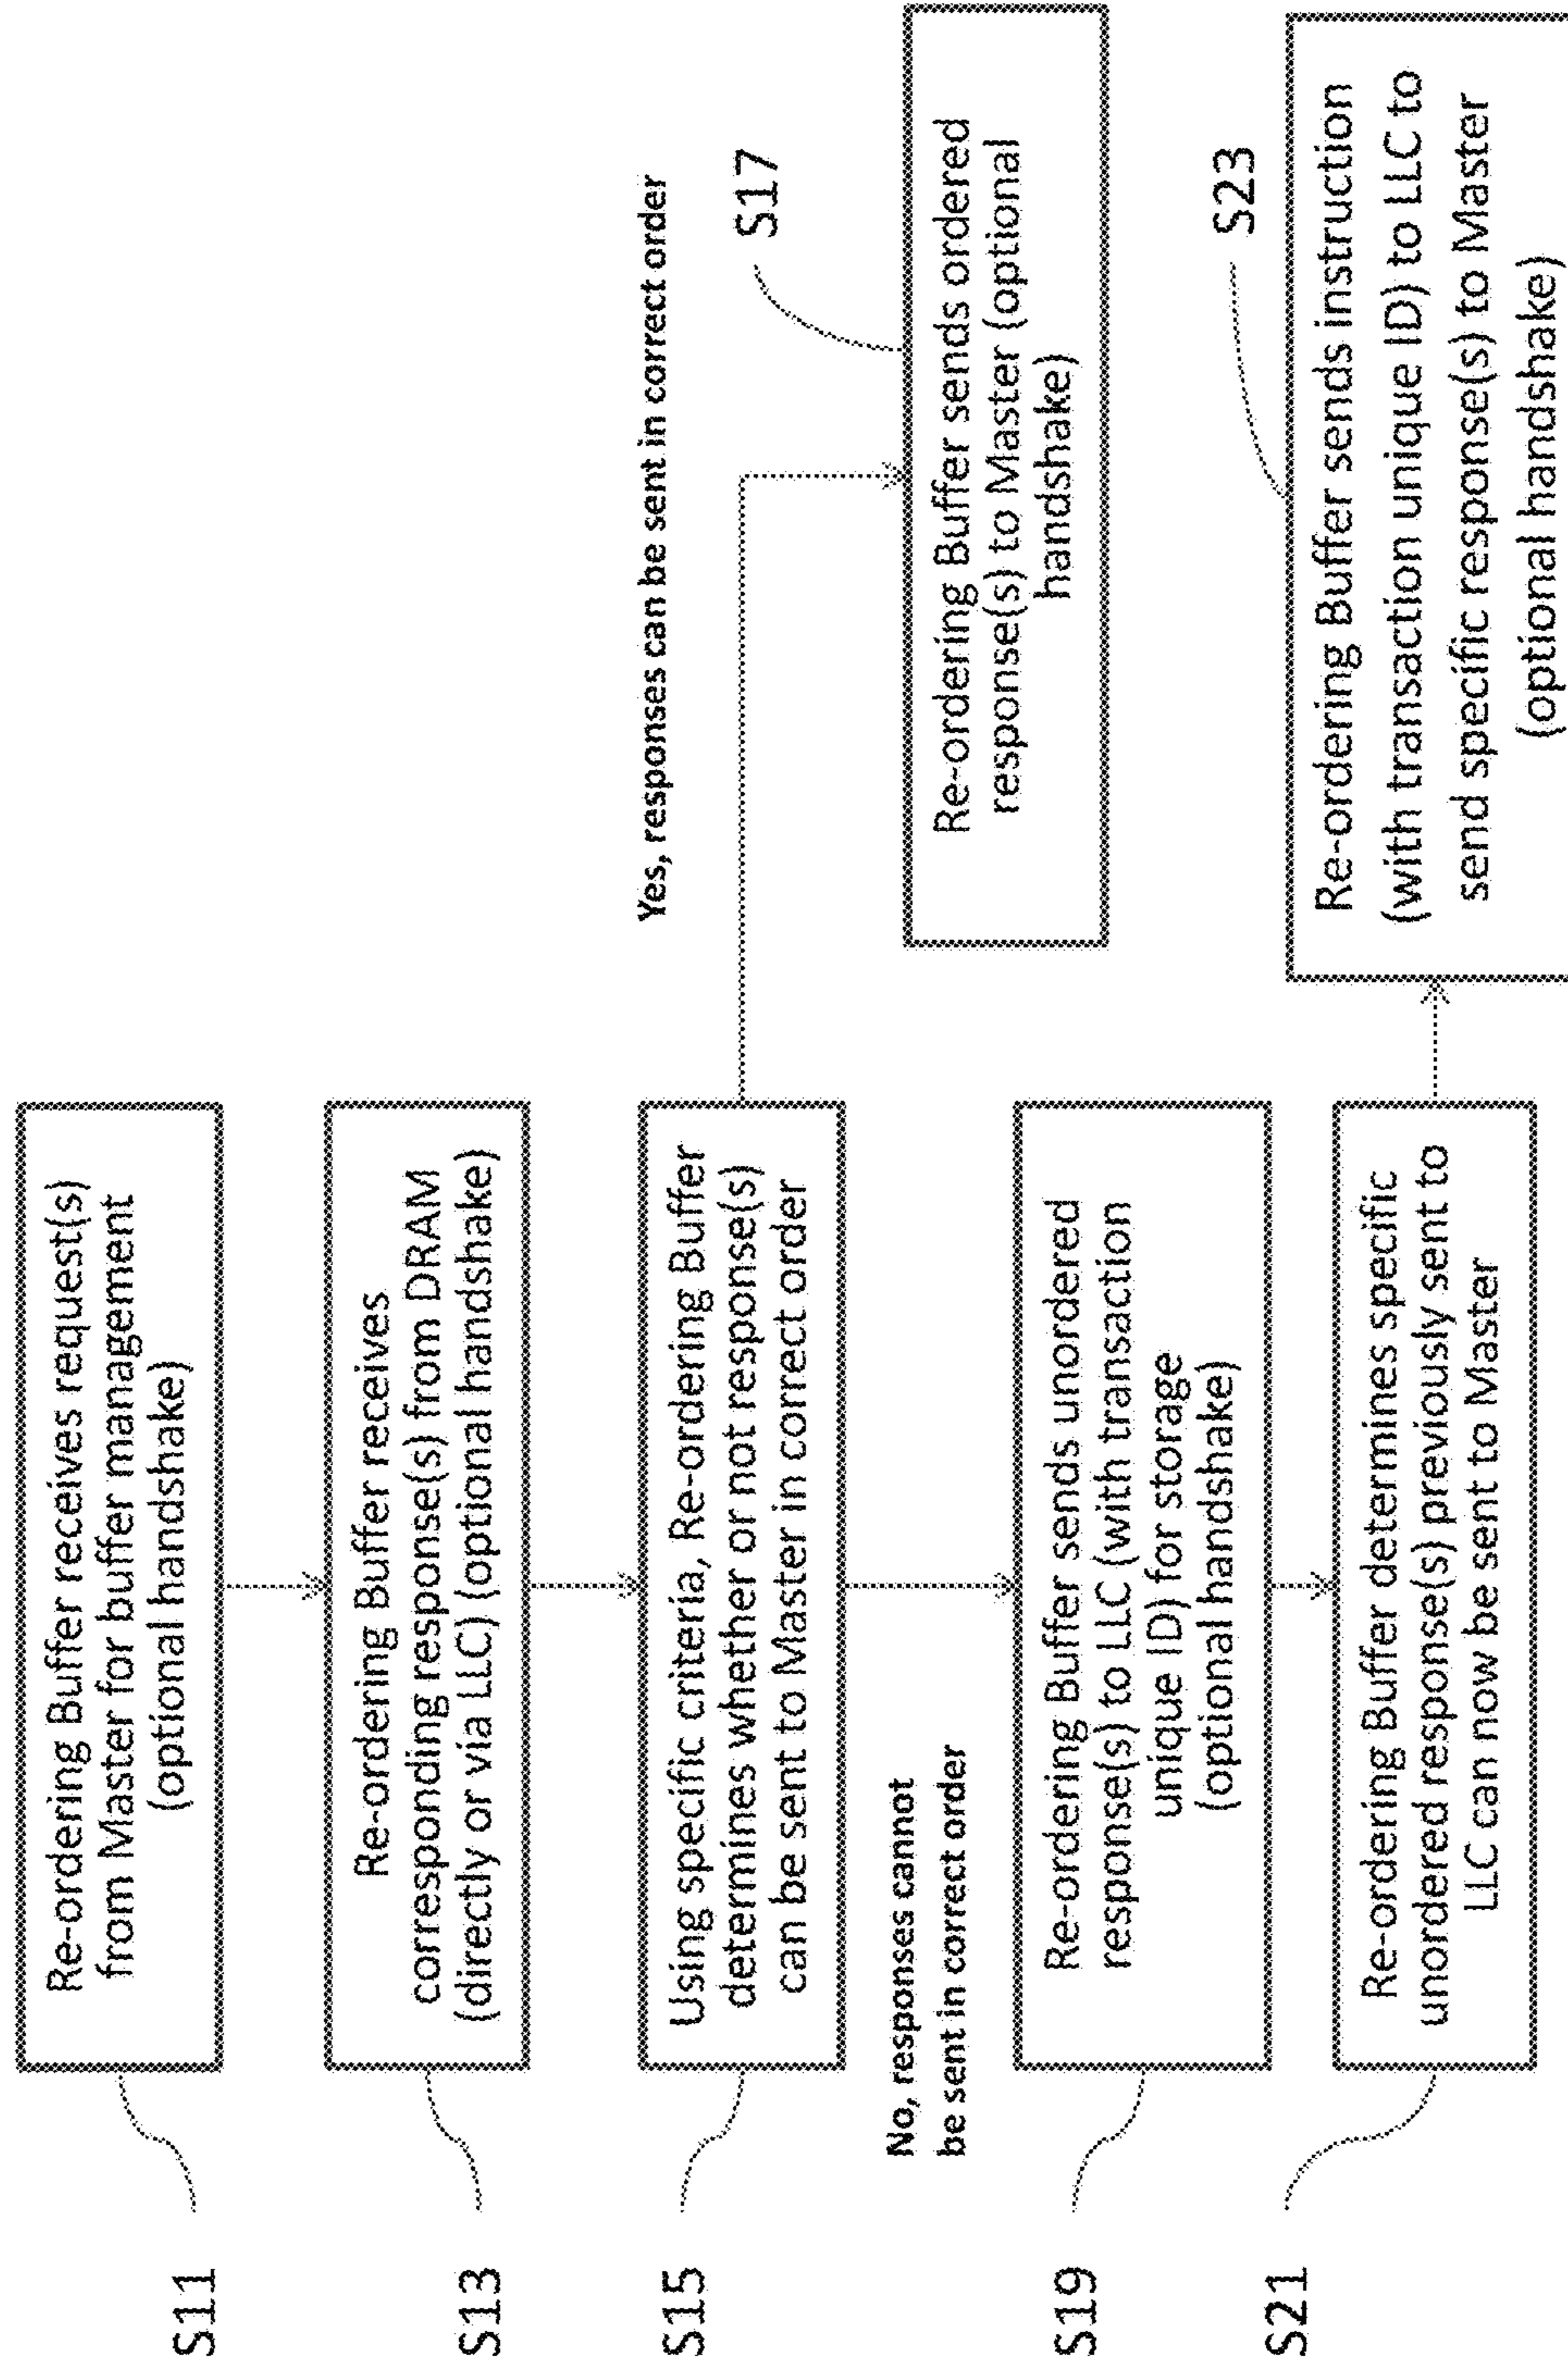 S11
Re-ordering Buffer receives request(s)
from Master for buffer management
(optional handshake)
S13
Re-ordering Buffer receives
corresponding response(s) from DRAM
(directly or via LLC) (optional handshake)
S15
Using specific criteria, Re-ordering Buffer
determines whether or not response(s)
can be sent to Master in correct order
Yes, responses can be sent in correct order
S17
Re-ordering Buffer sends ordered
response(s) to Master (optional
handshake)
No, responses cannot
be sent in correct order
S19
Re-ordering Buffer sends unordered
response(s) to LLC (with transaction
unique ID) for storage
(optional handshake)
S21
Re-ordering Buffer determines specific
unordered response(s) previously sent to
LLC can now be sent to Master
S23
Re-ordering Buffer sends instruction
(with transaction unique ID) to LLC to
send specific response(s) to Master
(optional handshake)